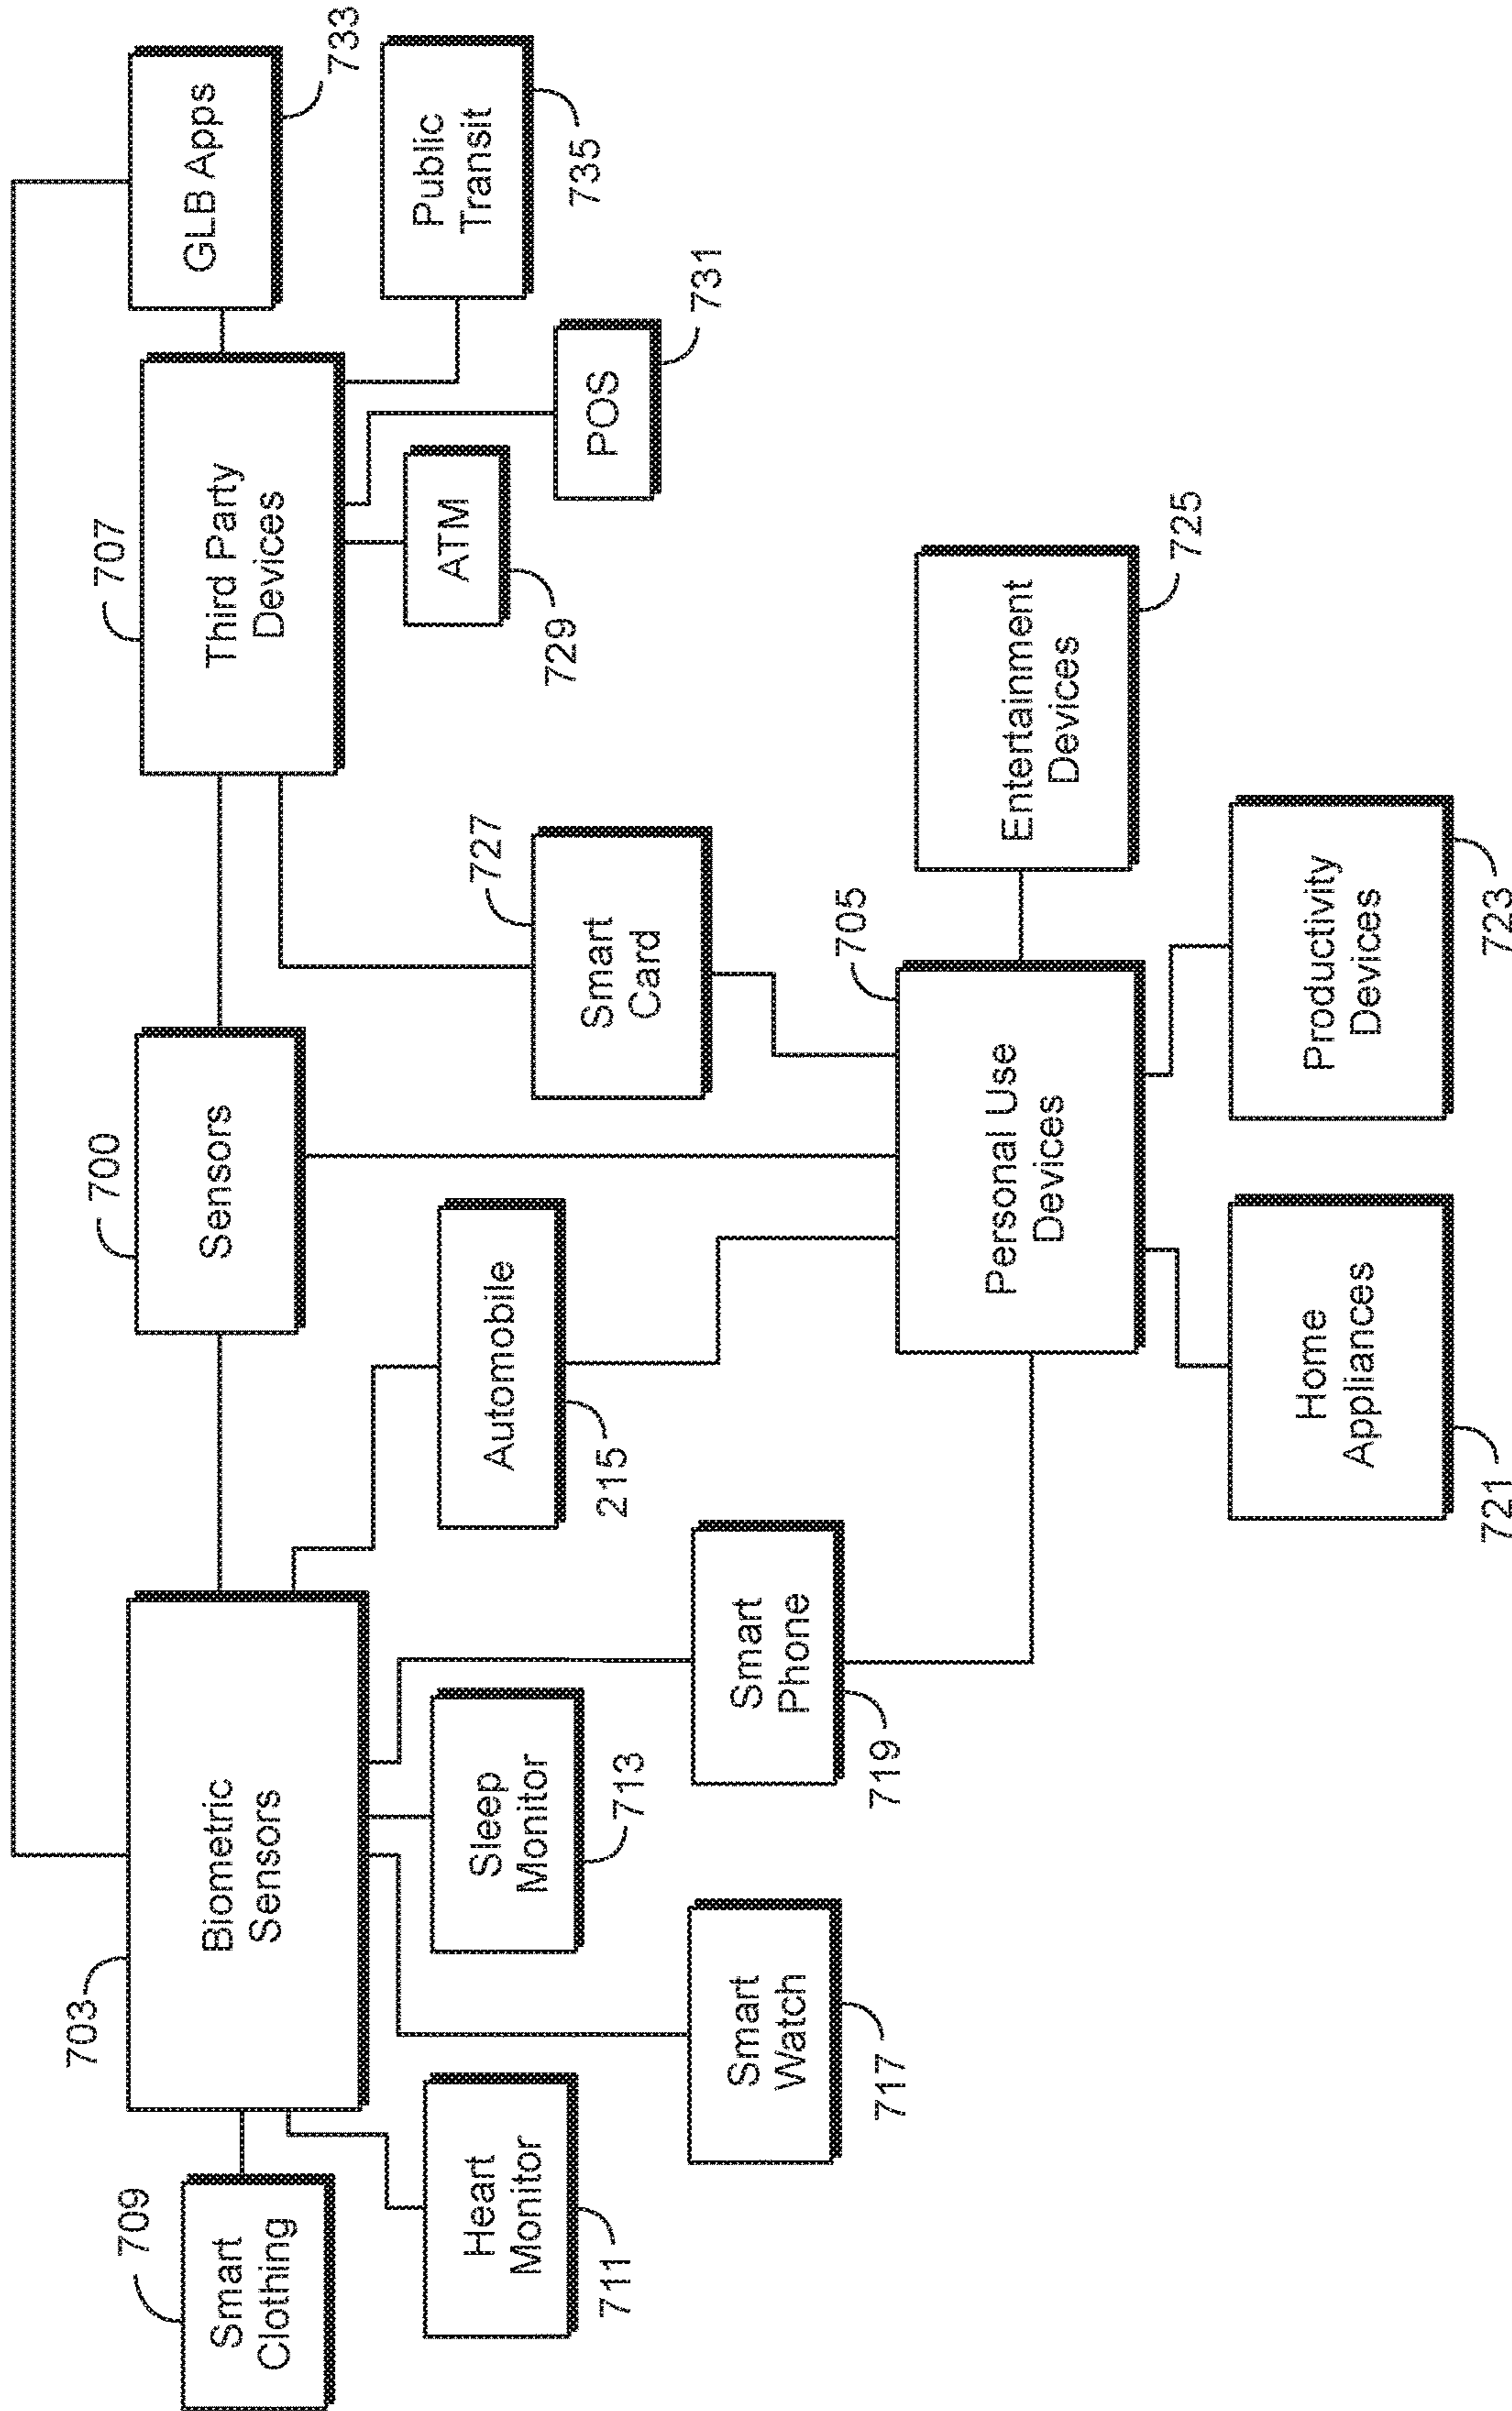 703
Biometric
Sensors
700
Sensors
707
Third Party
Devices
GLB Apps
733
709
Smart
Clothing
Heart
Monitor
711
Sleep
Monitor
713
Automobile
215
ATM
729
Public
Transit
735
POS
731
Smart
Watch
717
Smart
Phone
719
727
Smart
Card
705
Personal Use
Devices
Entertainment
Devices
725
Home
Appliances
721
Productivity
Devices
723